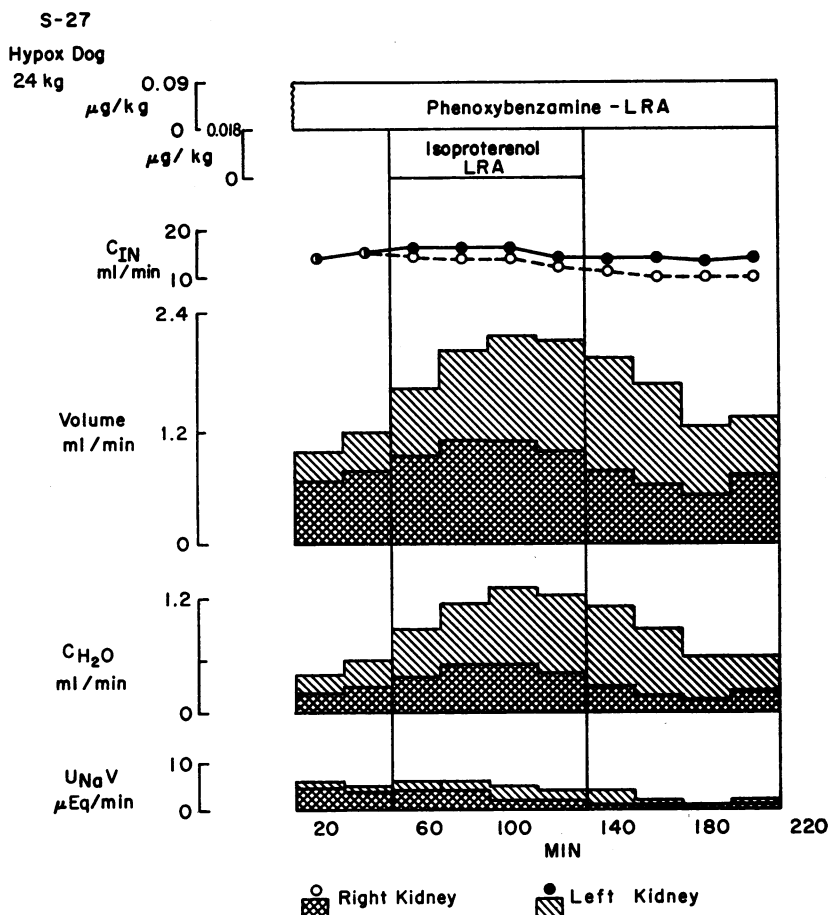 S-27
Hypox Dog
24 kg
0.09
μg/kg
0
Phenoxybenzamine - LRA
0.018
μg/ kg
0
Isoproterenol
LRA
20
CIN
ml/min
10
2.4
Volume
ml/min
1.2
0
1.2
CH2O
ml/min
0
10
UNaV
μEq/min
0
20 60 100 140 180 220
MIN
Right Kidney Left Kidney